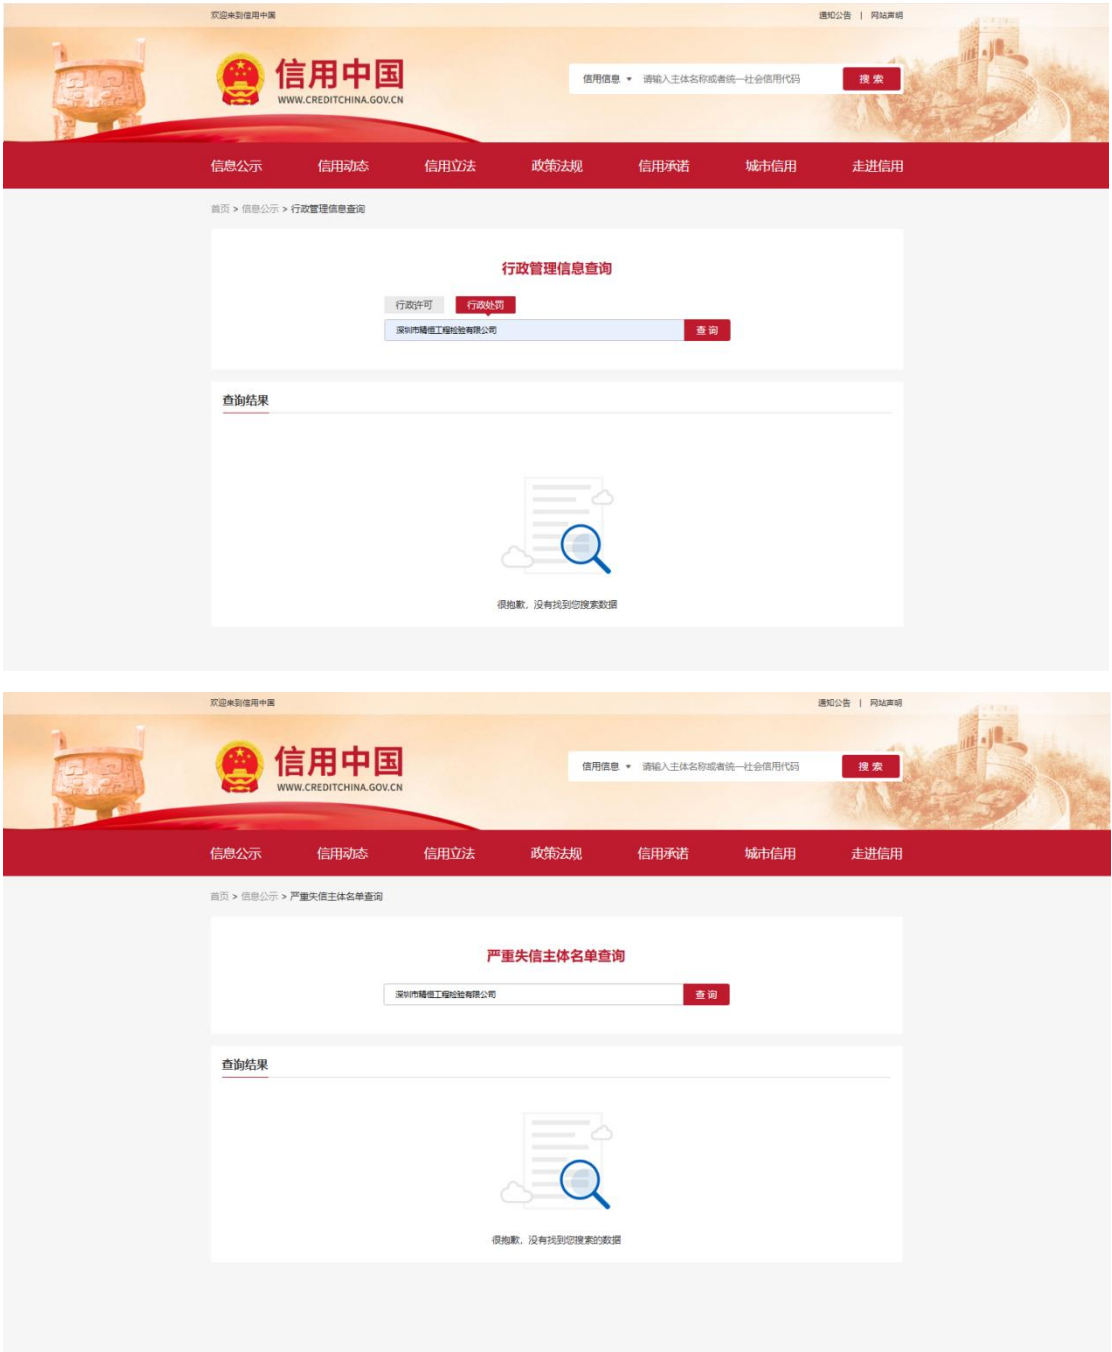 欢迎来到信用中国
通知公告 | 网站声明
信用中国
WWW.CREDITCHINA.GOV.CN
信用信息 请输入主体名称或者统一社会信用代码 搜索
信息公示 信用动态 信用立法 政策法规 信用承诺 城市信用 走进信用
首页 > 信息公示 > 行政管理信息查询
行政管理信息查询
行政许可 行政处罚
深圳市精恒工程检验有限公司 查询
查询结果
很抱歉，没有找到您搜索数据
欢迎来到信用中国
通知公告 | 网站声明
信用中国
WWW.CREDITCHINA.GOV.CN
信用信息 请输入主体名称或者统一社会信用代码 搜索
信息公示 信用动态 信用立法 政策法规 信用承诺 城市信用 走进信用
首页 > 信息公示 > 严重失信主体名单查询
严重失信主体名单查询
深圳市精恒工程检验有限公司 查询
查询结果
很抱歉，没有找到您搜索的数据